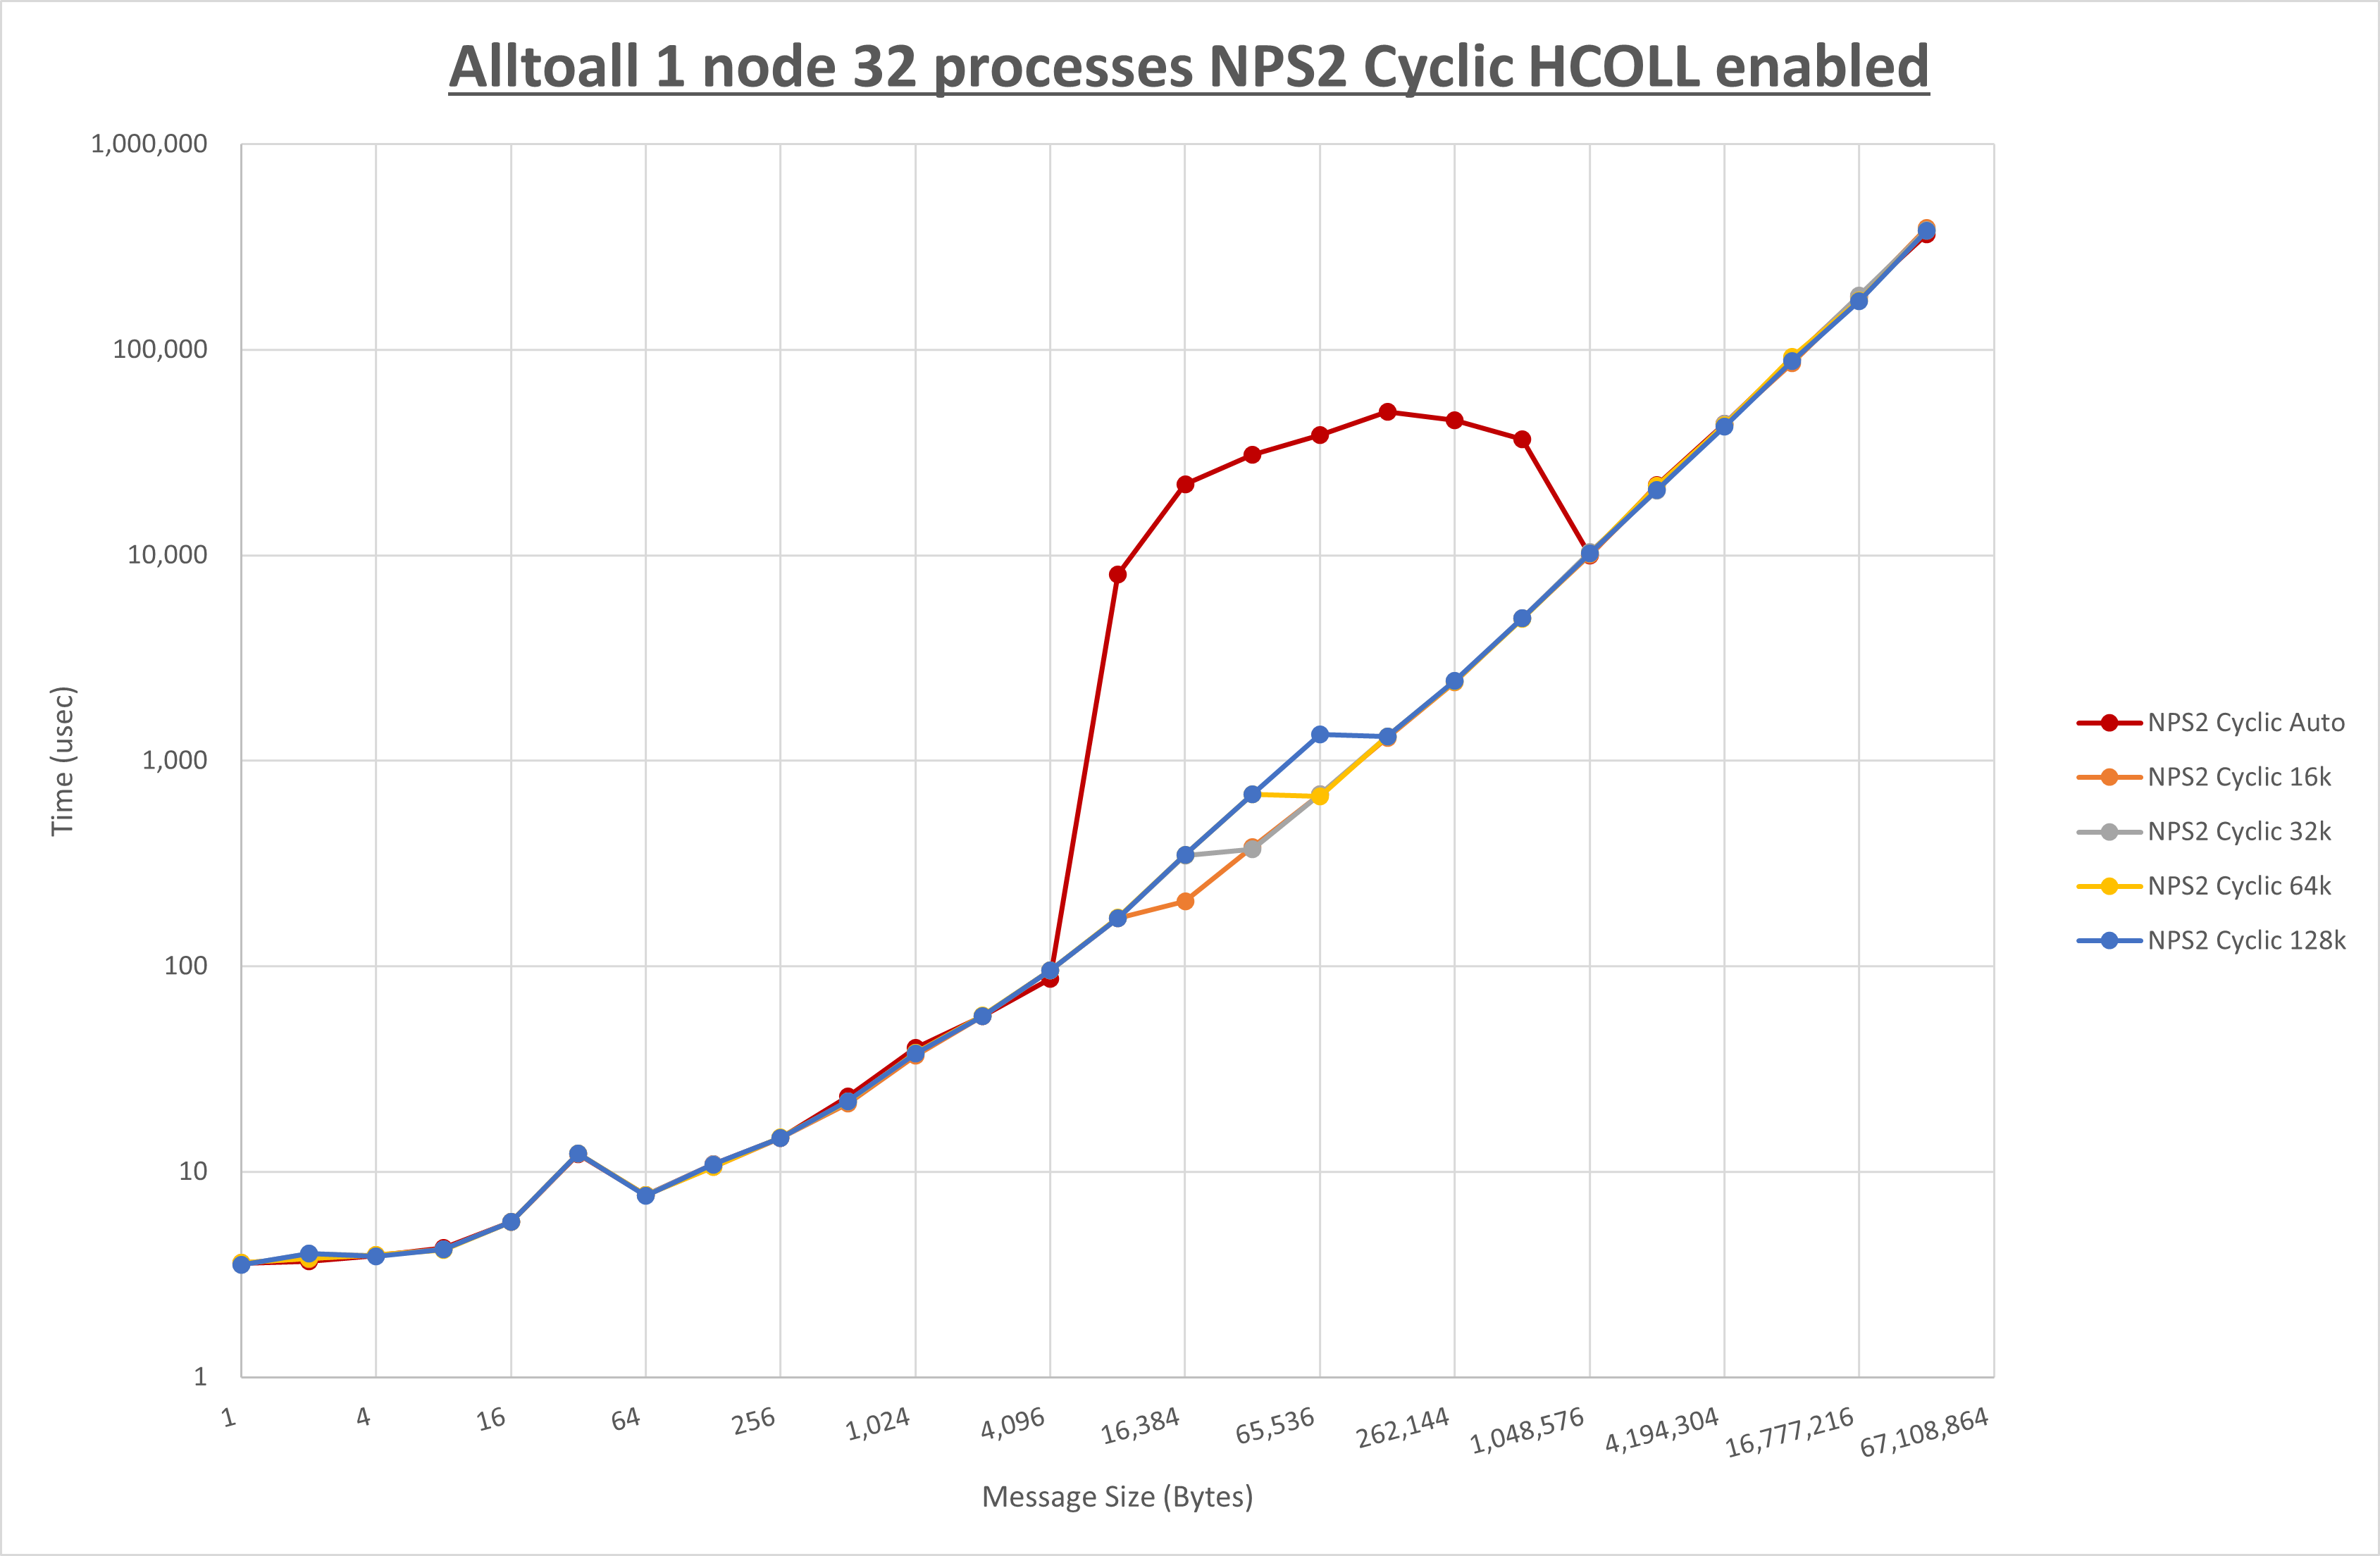 Alltoall 1 node 32 processes NPS2 Cyclic HCOLL enabled
1,000,000
100,000
10,000
1,000
100
10
1
Time (usec)
1
4
16
64
256
1,024
4,096
16,384
65,536
262,144
1,048,576
4,194,304
16,777,216
67,108,864
Message Size (Bytes)
NPS2 Cyclic Auto
NPS2 Cyclic 16k
NPS2 Cyclic 32k
NPS2 Cyclic 64k
NPS2 Cyclic 128k